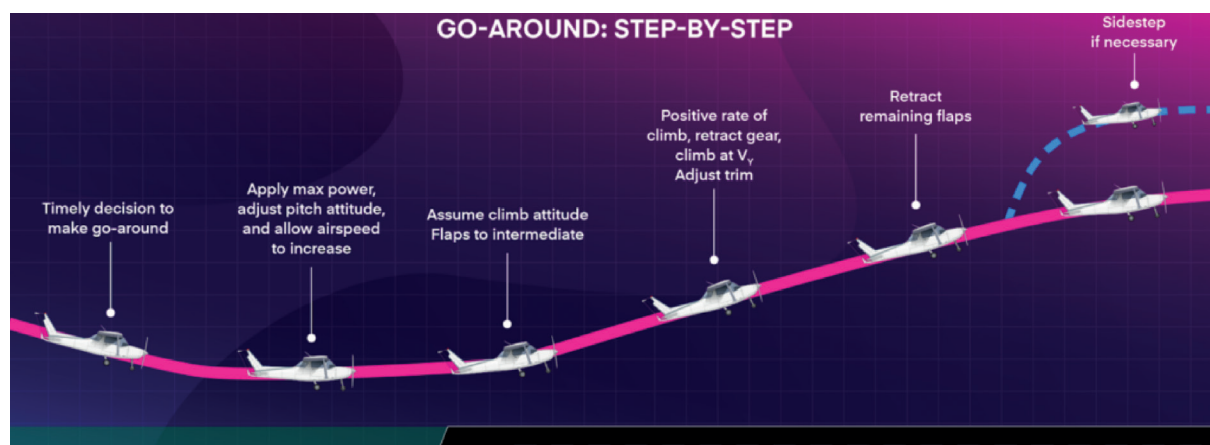 GO-AROUND: STEP-BY-STEP
Timely decision to
make go-around
Apply max power,
adjust pitch attitude,
and allow airspeed
to increase
Assume climb attitude
Flaps to intermediate
Positive rate of
climb, retract gear,
climb at VY
Adjust trim
Retract
remaining flaps
Sidestep
if necessary